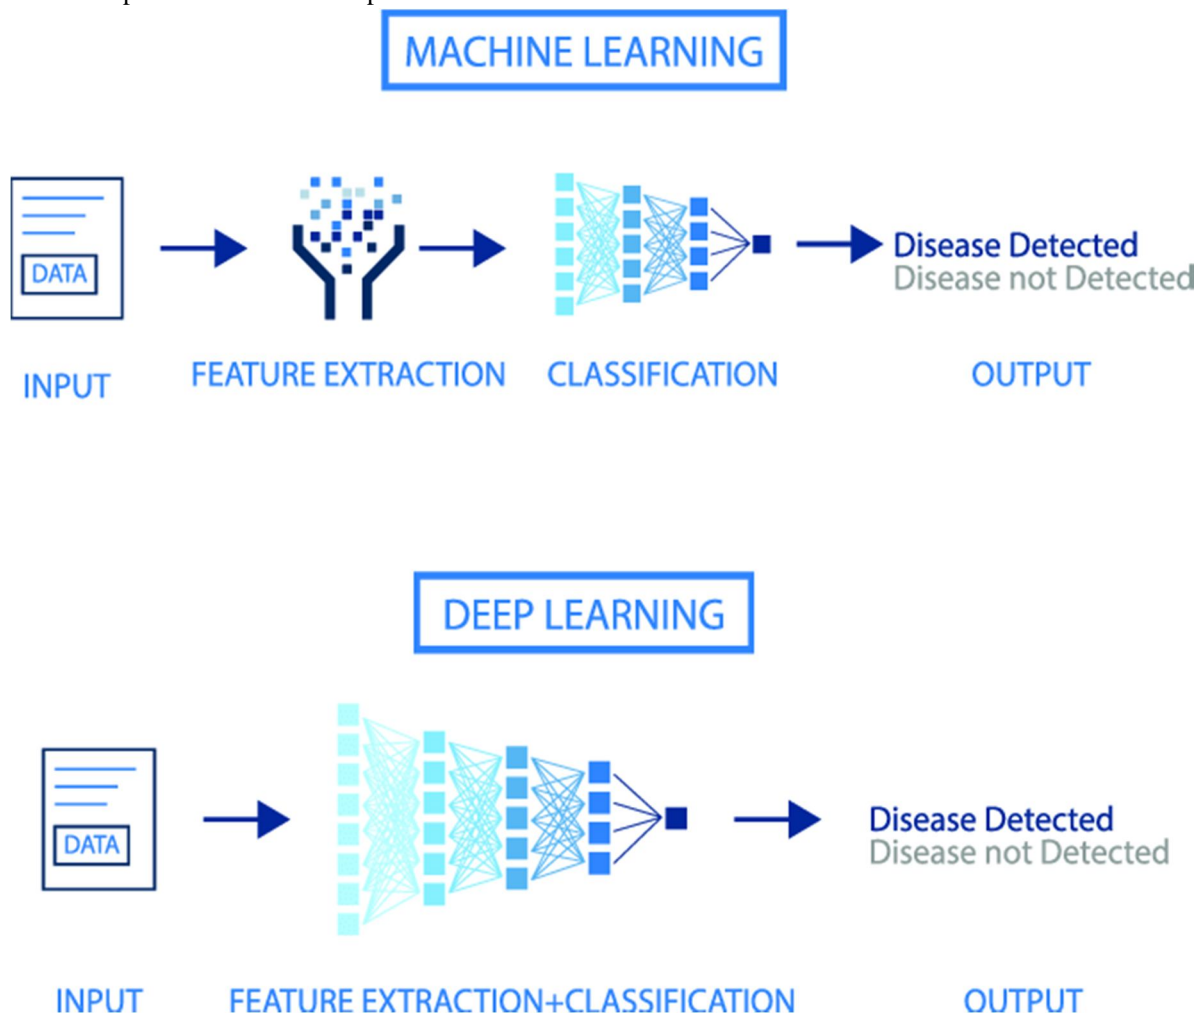 MACHINE LEARNING
DATA
Disease Detected
Disease not Detected
INPUT
FEATURE EXTRACTION
CLASSIFICATION
OUTPUT
DEEP LEARNING
DATA
Disease Detected
Disease not Detected
INPUT
FEATURE EXTRACTION+CLASSIFICATION
OUTPUT